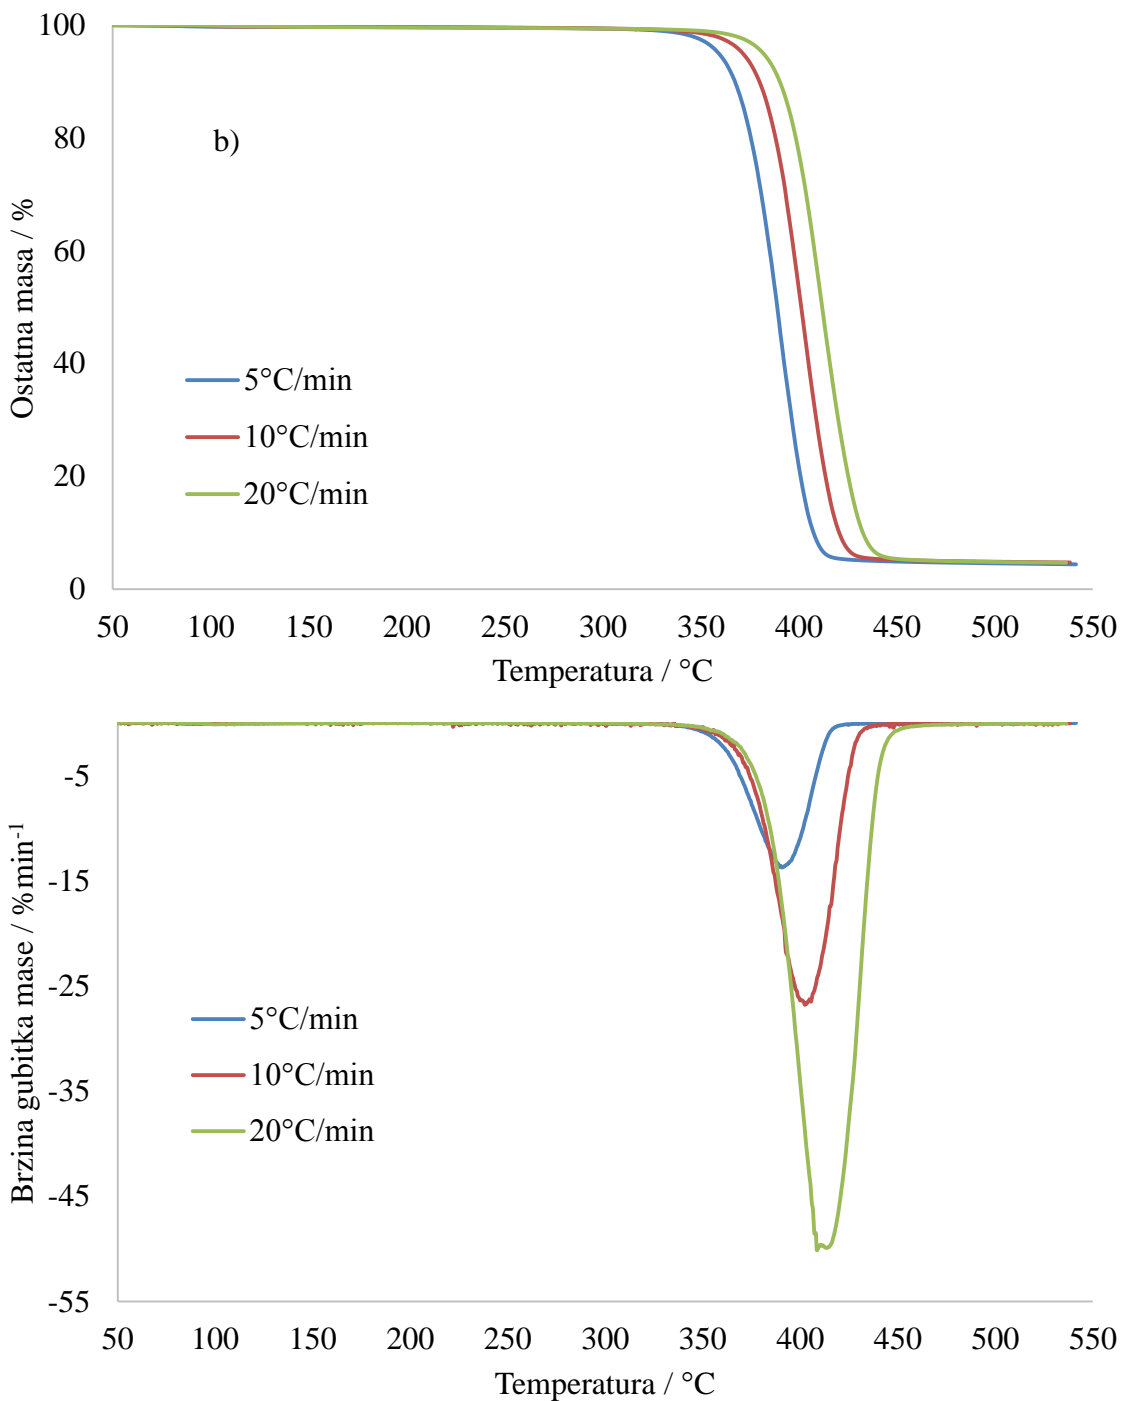 100
80
60
40
20
0
Ostatna masa / %
b)
5°C/min
10°C/min
20°C/min
50 100 150 200 250 300 350 400 450 500 550
Temperatura / °C
-5
-15
-25
-35
-45
-55
Brzina gubitka mase / %min-1
5°C/min
10°C/min
20°C/min
50 100 150 200 250 300 350 400 450 500 550
Temperatura / °C